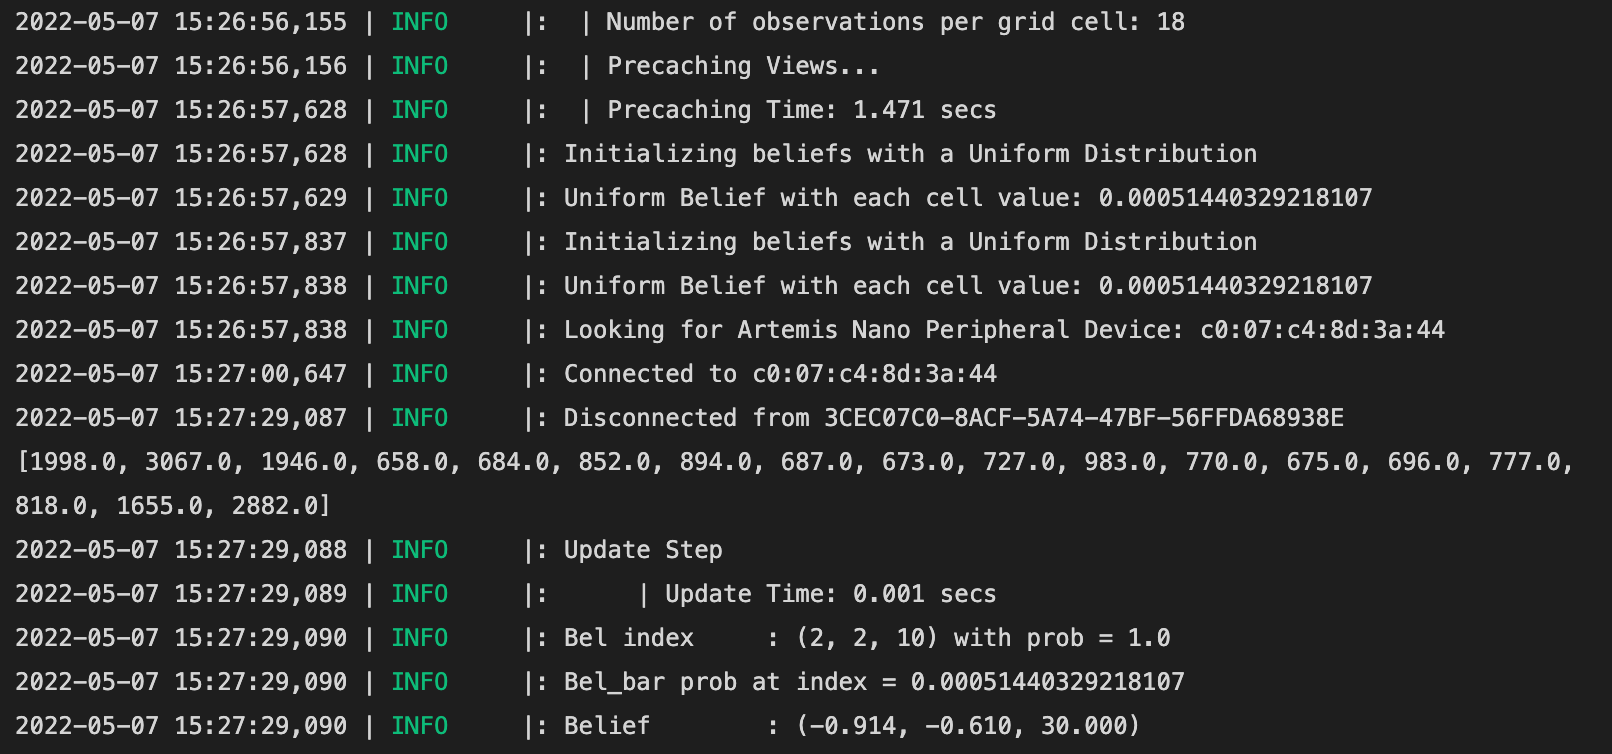 2022-05-07 15:26:56,155 | INFO     |:  | Number of observations per grid cell: 18
2022-05-07 15:26:56,156 | INFO     |:  | Precaching Views...
2022-05-07 15:26:57,628 | INFO     |:  | Precaching Time: 1.471 secs
2022-05-07 15:26:57,628 | INFO     |: Initializing beliefs with a Uniform Distribution
2022-05-07 15:26:57,629 | INFO     |: Uniform Belief with each cell value: 0.00051440329218107
2022-05-07 15:26:57,837 | INFO     |: Initializing beliefs with a Uniform Distribution
2022-05-07 15:26:57,838 | INFO     |: Uniform Belief with each cell value: 0.00051440329218107
2022-05-07 15:26:57,838 | INFO     |: Looking for Artemis Nano Peripheral Device: c0:07:c4:8d:3a:44
2022-05-07 15:27:00,647 | INFO     |: Connected to c0:07:c4:8d:3a:44
2022-05-07 15:27:29,087 | INFO     |: Disconnected from 3CEC07C0-8ACF-5A74-47BF-56FFDA68938E
[1998.0, 3067.0, 1946.0, 658.0, 684.0, 852.0, 894.0, 687.0, 673.0, 727.0, 983.0, 770.0, 675.0, 696.0, 777.0,
818.0, 1655.0, 2882.0]
2022-05-07 15:27:29,088 | INFO     |: Update Step
2022-05-07 15:27:29,089 | INFO     |:      | Update Time: 0.001 secs
2022-05-07 15:27:29,090 | INFO     |: Bel index     : (2, 2, 10) with prob = 1.0
2022-05-07 15:27:29,090 | INFO     |: Bel_bar prob at index = 0.00051440329218107
2022-05-07 15:27:29,090 | INFO     |: Belief        : (-0.914, -0.610, 30.000)